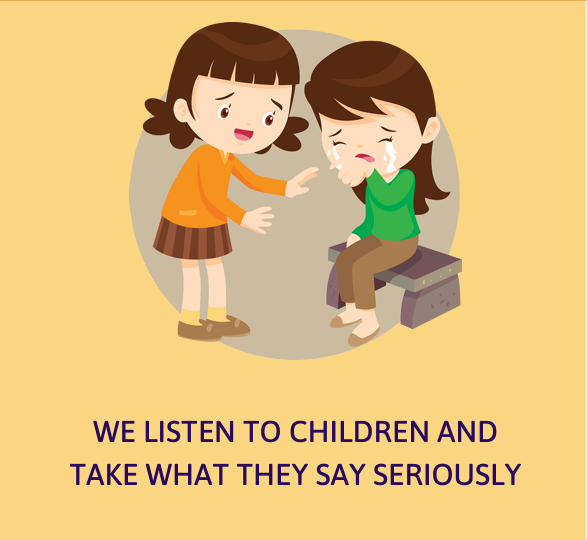 WE LISTEN TO CHILDREN AND
TAKE WHAT THEY SAY SERIOUSLY